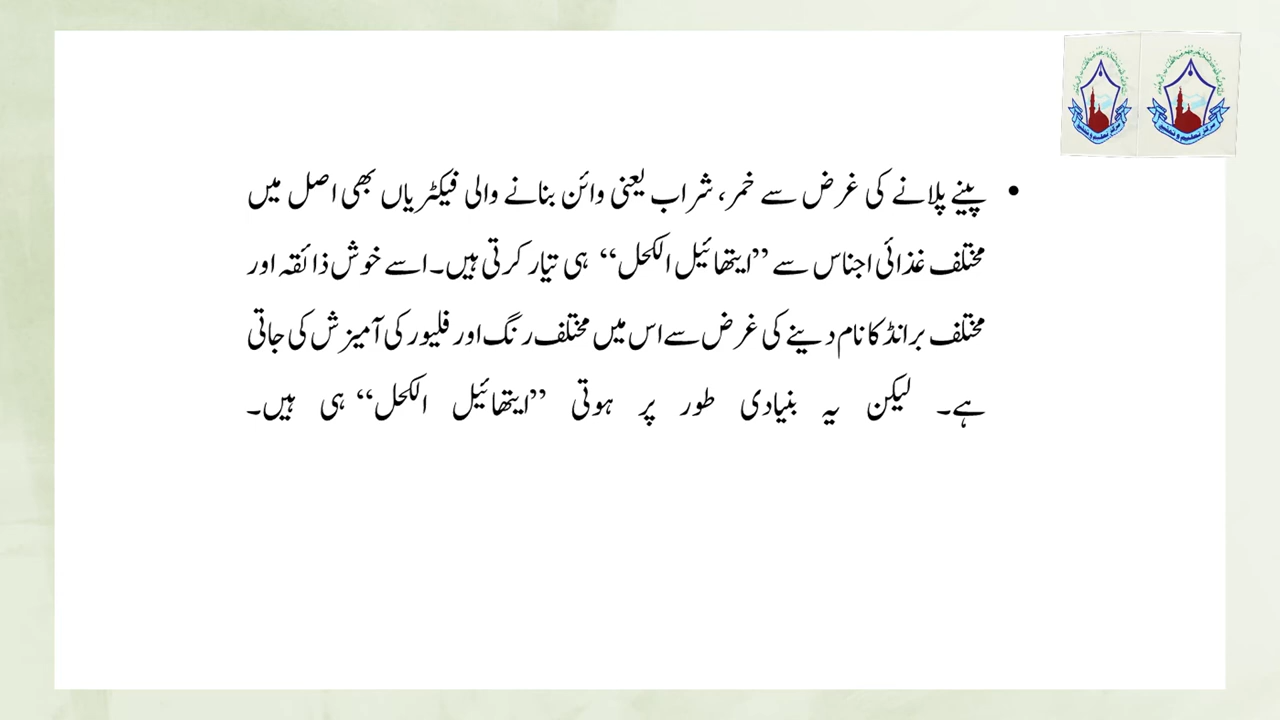 • پینے پلانے کی غرض سے خمر، شراب یعنی وائن بنانے والی فیکٹریاں بھی اصل میں
مختلف غذائی اجناس سے ”ایتھائیل الکحل“ ہی تیار کرتی ہیں۔ اسے خوش ذائقہ اور
مختلف برانڈ کا نام دینے کی غرض سے اس میں مختلف رنگ اور فلیور کی آمیزش کی جاتی
ہے۔ لیکن یہ بنیادی طور پر ہوتی ”ایتھائیل الکحل“ ہی ہیں۔